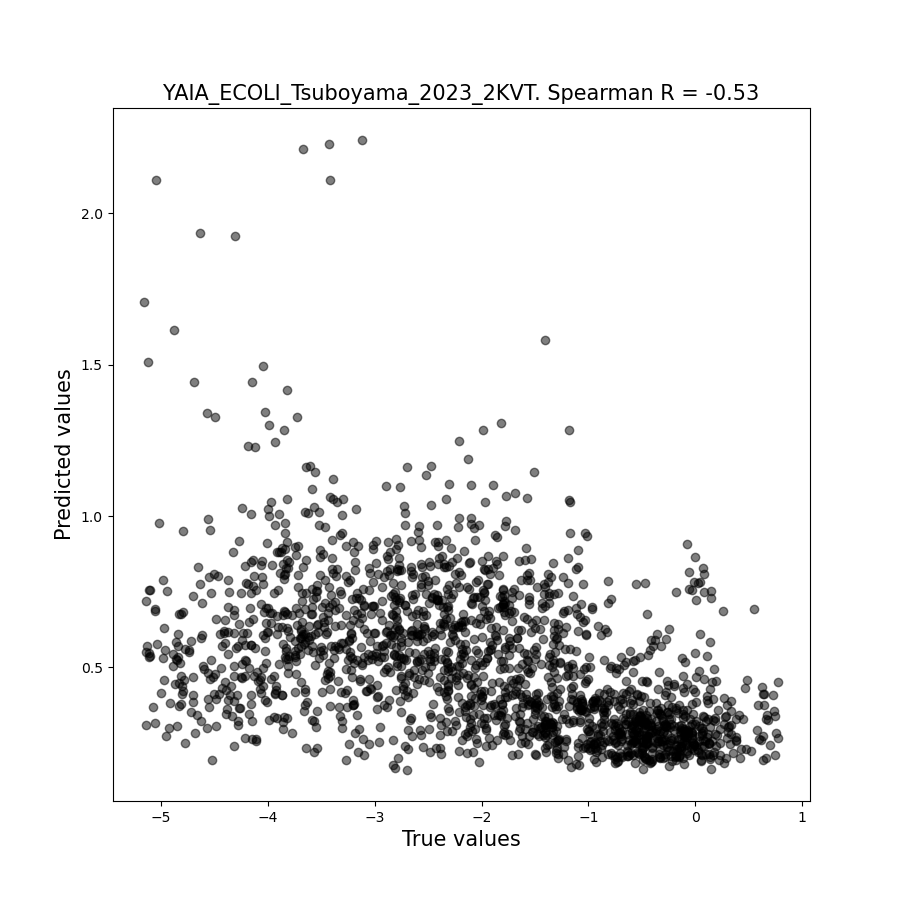 YAIA_ECOLI_Tsuboyama_2023_2KVT. Spearman R = -0.53
2.0
1.5
1.0
0.5
Predicted values
−5 −4 −3 −2 −1 0 1
True values